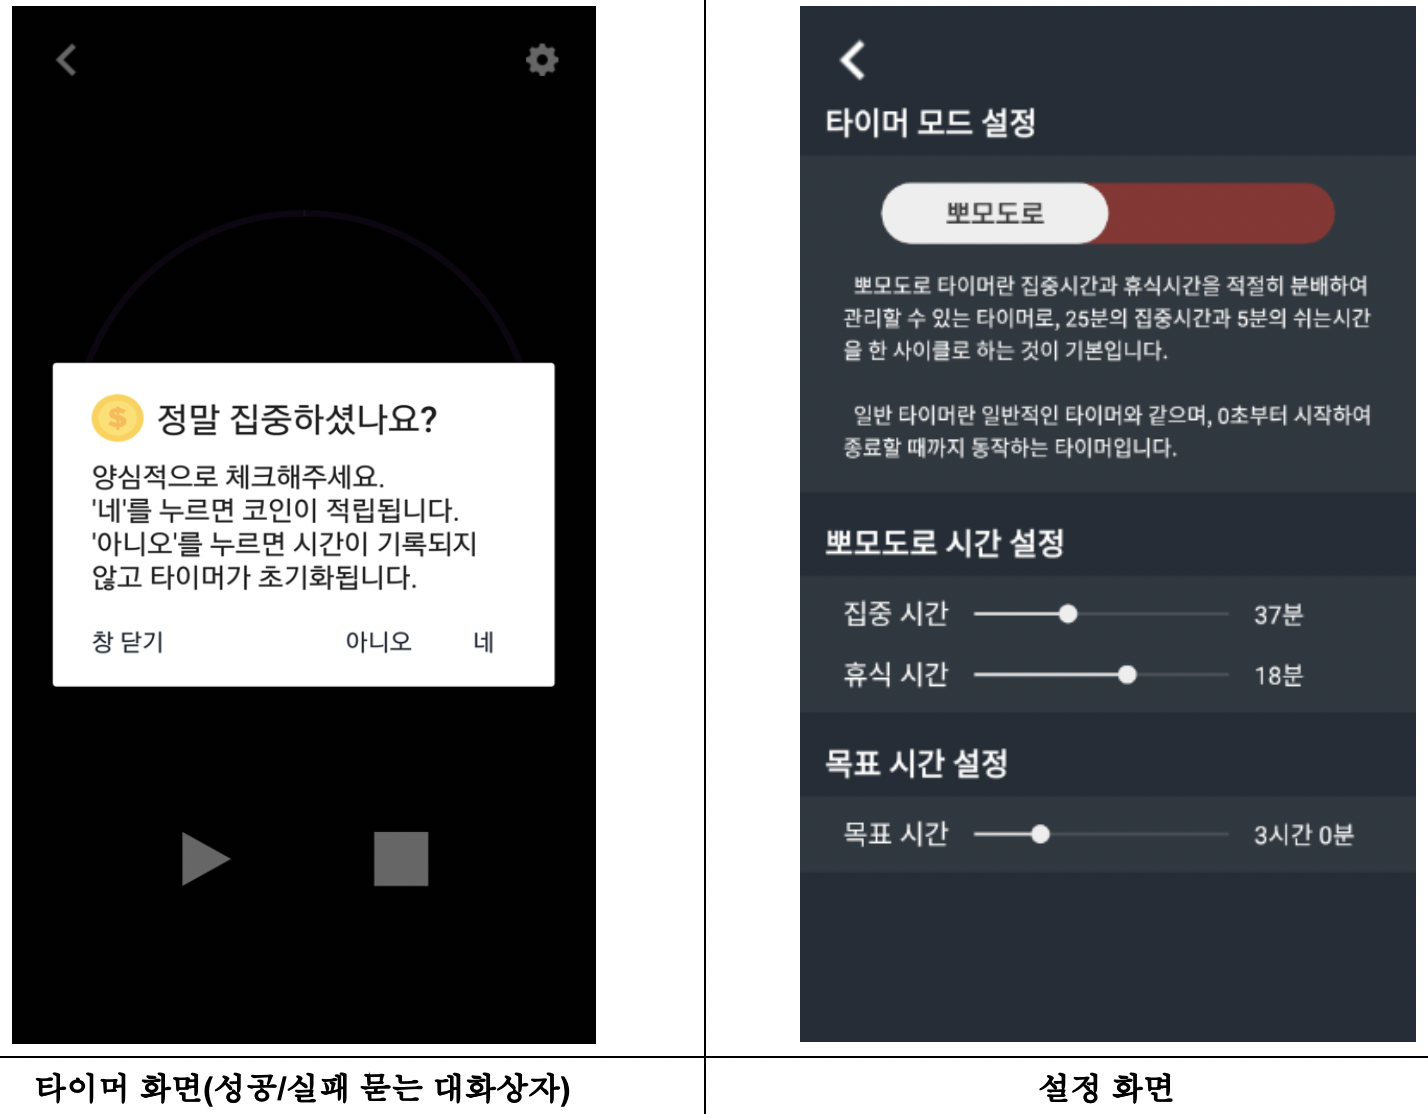 정말 집중하셨나요?
양심적으로 체크해주세요.
'네'를 누르면 코인이 적립됩니다.
'아니오'를 누르면 시간이 기록되지
않고 타이머가 초기화됩니다.
창 닫기 아니오 네
타이머 화면(성공/실패 묻는 대화상자)
타이머 모드 설정
뽀모도로
뽀모도로 타이머란 집중시간과 휴식시간을 적절히 분배하여
관리할 수 있는 타이머로, 25분의 집중시간과 5분의 쉬는시간
을 한 사이클로 하는 것이 기본입니다.
일반 타이머란 일반적인 타이머와 같으며, 0초부터 시작하여
종료할 때까지 동작하는 타이머입니다.
뽀모도로 시간 설정
집중 시간 37분
휴식 시간 18분
목표 시간 설정
목표 시간 3시간 0분
설정 화면